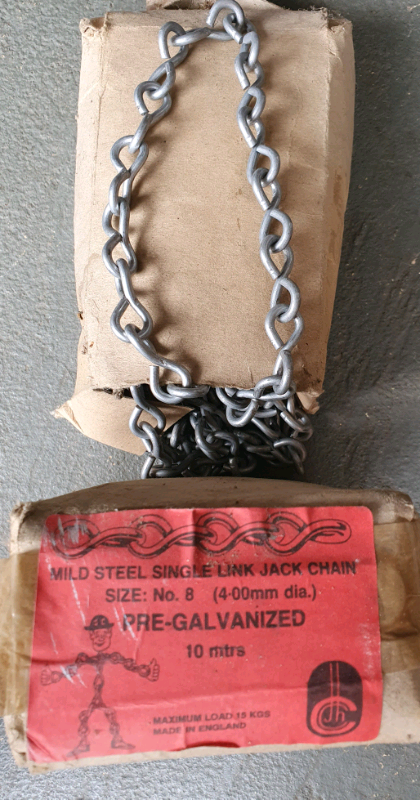 MILD STEEL SINGLE LINK JACK CHAIN
SIZE: No. 8 (4·00mm dia.)
PRE-GALVANIZED
10 mtrs
MAXIMUM LOAD 15 KGS
MADE IN ENGLAND